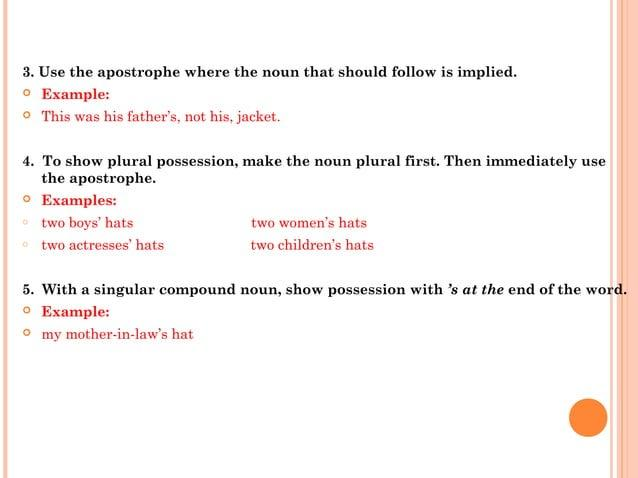 3. Use the apostrophe where the noun that should follow is implied.
Example:
This was his father’s, not his, jacket.
4. To show plural possession, make the noun plural first. Then immediately use
the apostrophe.
Examples:
two boys’ hats two women’s hats
two actresses’ hats two children’s hats
5. With a singular compound noun, show possession with ’s at the end of the word.
Example:
my mother-in-law’s hat